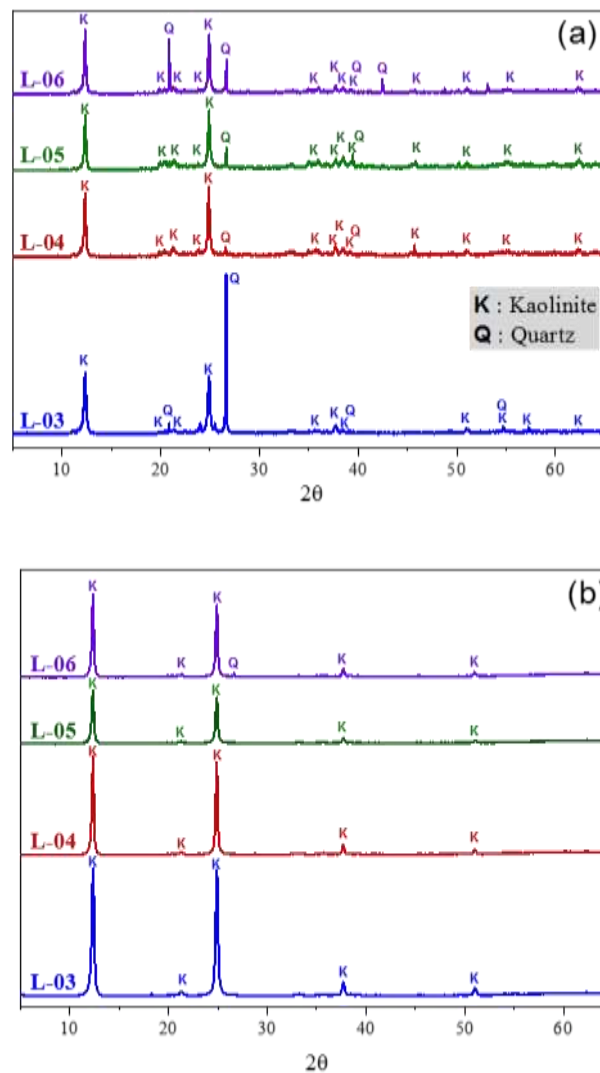 (a)
K Q K Q
L-06 K K K K K K K Q Q K K K K
K K
L-05 K K K Q K K K K Q K K K K
K K
L-04 K K K Q K K K K Q K K K K
K : Kaolinite
Q : Quartz
Q
K K
L-03 K Q K K K K Q K Q K K K
10 20 30 40 50 60
2θ
(b)
K K
L-06 K Q K K
K K
L-05 K K K
K K
L-04 K K K
K K
L-03 K K K
10 20 30 40 50 60
2θ